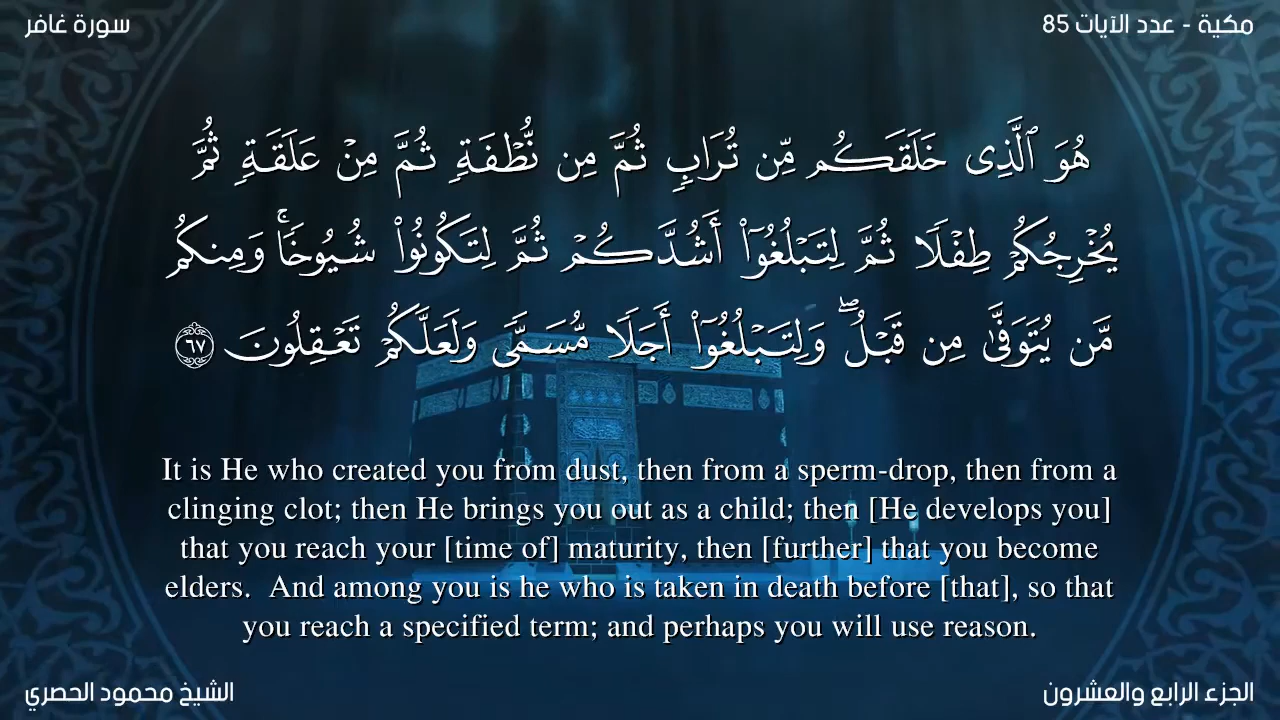 مكية - عدد الآيات 85
سورة غافر
هُوَ ٱلَّذِى خَلَقَكُم مِّن تُرَابٍ ثُمَّ مِن نُّطْفَةٍ ثُمَّ مِنْ عَلَقَةٍ ثُمَّ
يُخْرِجُكُمْ طِفْلًا ثُمَّ لِتَبْلُغُوٓا۟ أَشُدَّكُمْ ثُمَّ لِتَكُونُوا۟ شُيُوخًا ۚ وَمِنكُم
مَّن يُتَوَفَّىٰ مِن قَبْلُ ۖ وَلِتَبْلُغُوٓا۟ أَجَلًا مُّسَمًّى وَلَعَلَّكُمْ تَعْقِلُونَ ٦٧
It is He who created you from dust, then from a sperm-drop, then from a
clinging clot; then He brings you out as a child; then [He develops you]
that you reach your [time of] maturity, then [further] that you become
elders.  And among you is he who is taken in death before [that], so that
you reach a specified term; and perhaps you will use reason.
الجزء الرابع والعشرون
الشيخ محمود الحصري